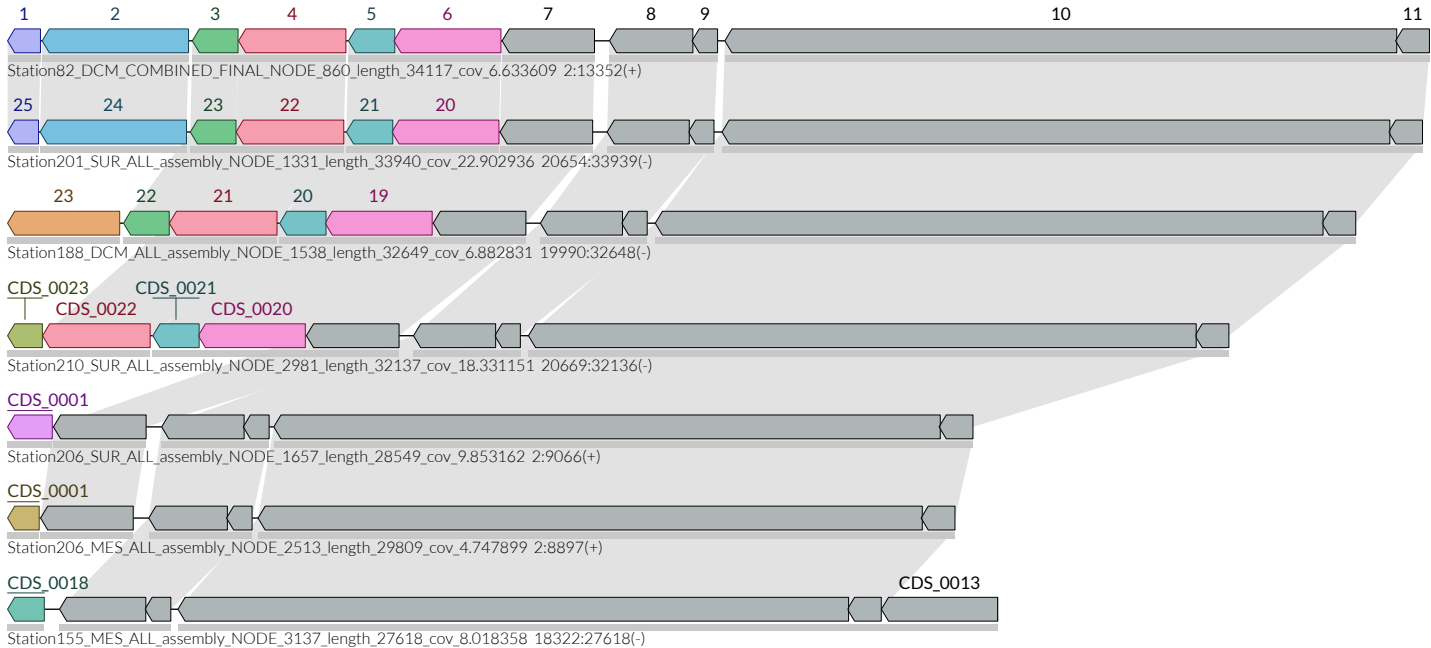 1 2 3 4 5 6 7 8 9 10 11
Station82_DCM_COMBINED_FINAL_NODE_860_length_34117_cov_6.633609 2:13352(+)
25 24 23 22 21 20
Station201_SUR_ALL_assembly_NODE_1331_length_33940_cov_22.902936 20654:33939(-)
23 22 21 20 19
Station188_DCM_ALL_assembly_NODE_1538_length_32649_cov_6.882831 19990:32648(-)
CDS_0023 CDS_0021
CDS_0022 CDS_0020
Station210_SUR_ALL_assembly_NODE_2981_length_32137_cov_18.331151 20669:32136(-)
CDS_0001
Station206_SUR_ALL_assembly_NODE_1657_length_28549_cov_9.853162 2:9066(+)
CDS_0001
Station206_MES_ALL_assembly_NODE_2513_length_29809_cov_4.747899 2:8897(+)
CDS_0018 CDS_0013
Station155_MES_ALL_assembly_NODE_3137_length_27618_cov_8.018358 18322:27618(-)